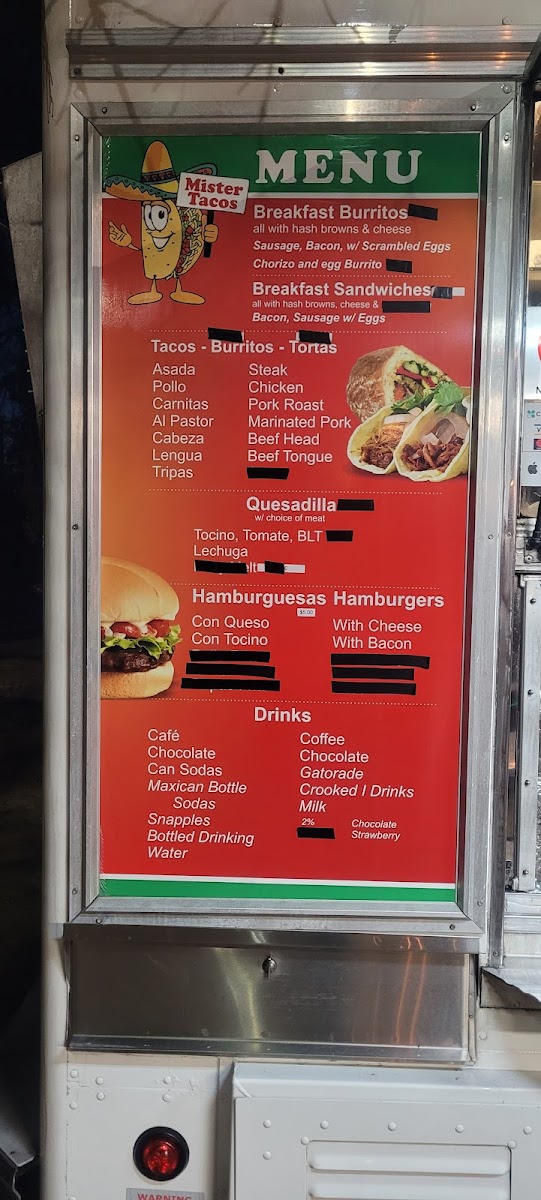 MENU
Mister
Tacos
Breakfast Burritos
all with hash browns & cheese
Sausage, Bacon, w/ Scrambled Eggs
Chorizo and egg Burrito
Breakfast Sandwiches
all with hash browns, cheese &
Bacon, Sausage w/ Eggs
Tacos - Burritos - Tortas
Asada Steak
Pollo Chicken
Carnitas Pork Roast
Al Pastor Marinated Pork
Cabeza Beef Head
Lengua Beef Tongue
Tripas
Quesadilla
w/ choice of meat
Tocino, Tomate, BLT
Lechuga
Hamburguesas Hamburgers
$5.00
Con Queso With Cheese
Con Tocino With Bacon
Drinks
Café Coffee
Chocolate Chocolate
Can Sodas Gatorade
Maxican Bottle Crooked I Drinks
Sodas Milk
Snapples 2% Chocolate
Bottled Drinking Strawberry
Water
WARNING